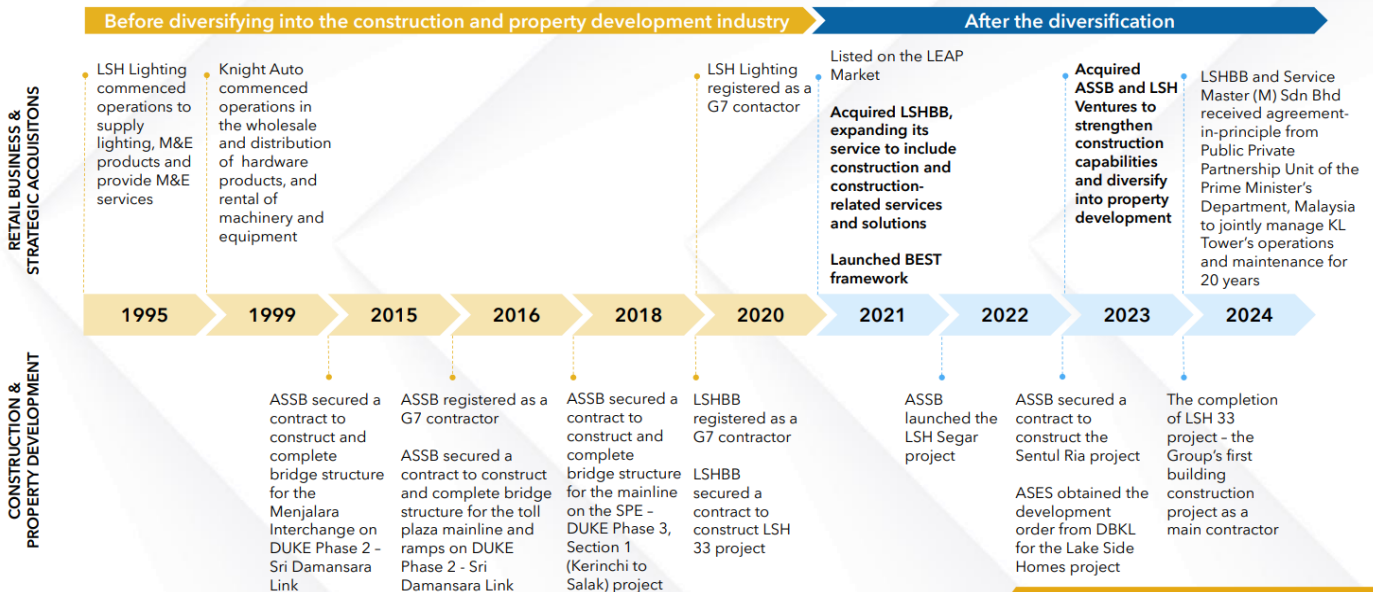 Before diversifying into the construction and property development industry
After the diversification
RETAIL BUSINESS &
STRATEGIC ACQUISITONS
LSH Lighting
commenced
operations to
supply
lighting, M&E
products and
provide M&E
services
Knight Auto
commenced
operations in
the wholesale
and distribution
of hardware
products, and
rental of
machinery and
equipment
LSH Lighting
registered as a
G7 contactor
Listed on the LEAP
Market
Acquired LSHBB,
expanding its
service to include
construction and
construction-
related services
and solutions
Launched BEST
framework
Acquired
ASSB and LSH
Ventures to
strengthen
construction
capabilities
and diversify
into property
development
LSHBB and Service
Master (M) Sdn Bhd
received agreement-
in-principle from
Public Private
Partnership Unit of the
Prime Minister's
Department, Malaysia
to jointly manage KL
Tower's operations
and maintenance for
20 years
1995
1999
2015
2016
2018
2020
2021
2022
2023
2024
CONSTRUCTION &
PROPERTY DEVELOPMENT
ASSB secured a
contract to
construct and
complete
bridge structure
for the
Menjalara
Interchange on
DUKE Phase 2 –
Sri Damansara
Link
ASSB registered as a
G7 contractor
ASSB secured a
contract to construct
and complete bridge
structure for the toll
plaza mainline and
ramps on DUKE
Phase 2 - Sri
Damansara Link
ASSB secured a
contract to
construct and
complete
bridge structure
for the mainline
on the SPE –
DUKE Phase 3,
Section 1
(Kerinchi to
Salak) project
LSHBB
registered as a
G7 contractor
LSHBB
secured a
contract to
construct LSH
33 project
ASSB
launched the
LSH Segar
project
ASSB secured a
contract to
construct the
Sentul Ria project
ASES obtained the
development
order from DBKL
for the Lake Side
Homes project
The completion
of LSH 33
project – the
Group's first
building
construction
project as a
main contractor